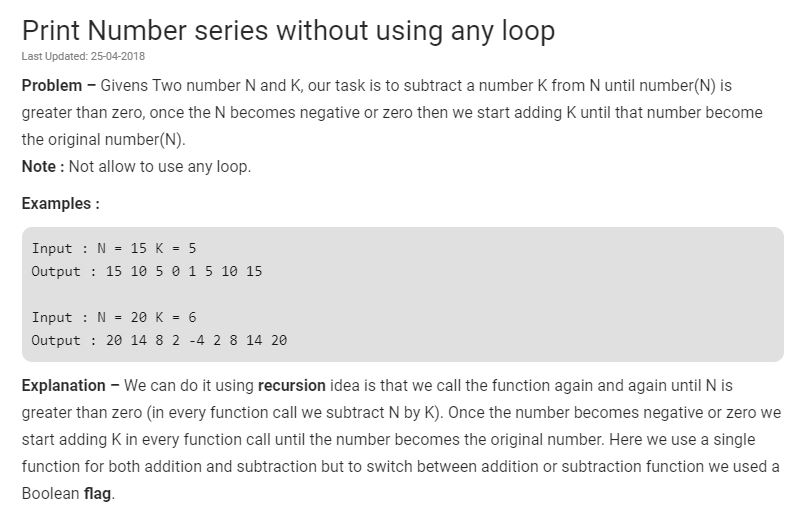 Print Number series without using any loop
Last Updated: 25-04-2018
Problem – Givens Two number N and K, our task is to subtract a number K from N until number(N) is
greater than zero, once the N becomes negative or zero then we start adding K until that number become
the original number(N).
Note : Not allow to use any loop.
Examples :
Input : N = 15 K = 5
Output : 15 10 5 0 1 5 10 15
Input : N = 20 K = 6
Output : 20 14 8 2 -4 2 8 14 20
Explanation – We can do it using recursion idea is that we call the function again and again until N is
greater than zero (in every function call we subtract N by K). Once the number becomes negative or zero we
start adding K in every function call until the number becomes the original number. Here we use a single
function for both addition and subtraction but to switch between addition or subtraction function we used a
Boolean flag.